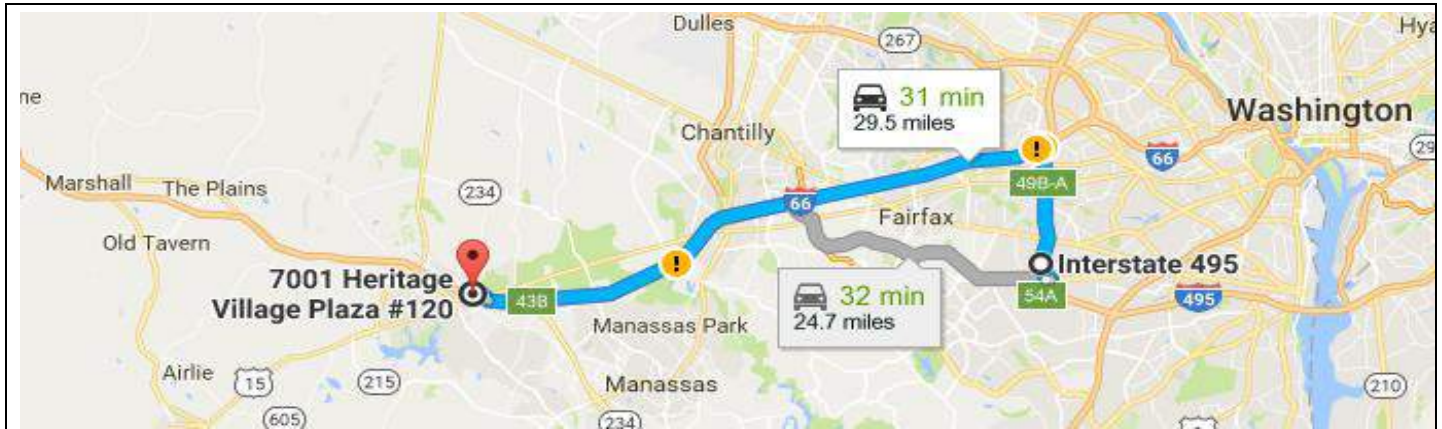 Dulles
Hya
267
ne
31 min
29.5 miles
Washington
Chantilly
29
66
Marshall
The Plains
234
49B-A
66
Fairfax
Old Tavern
7001 Heritage
Village Plaza #120
Interstate 495
43B
32 min
24.7 miles
54A
495
Manassas Park
Airlie
15
215
Manassas
210
605
234